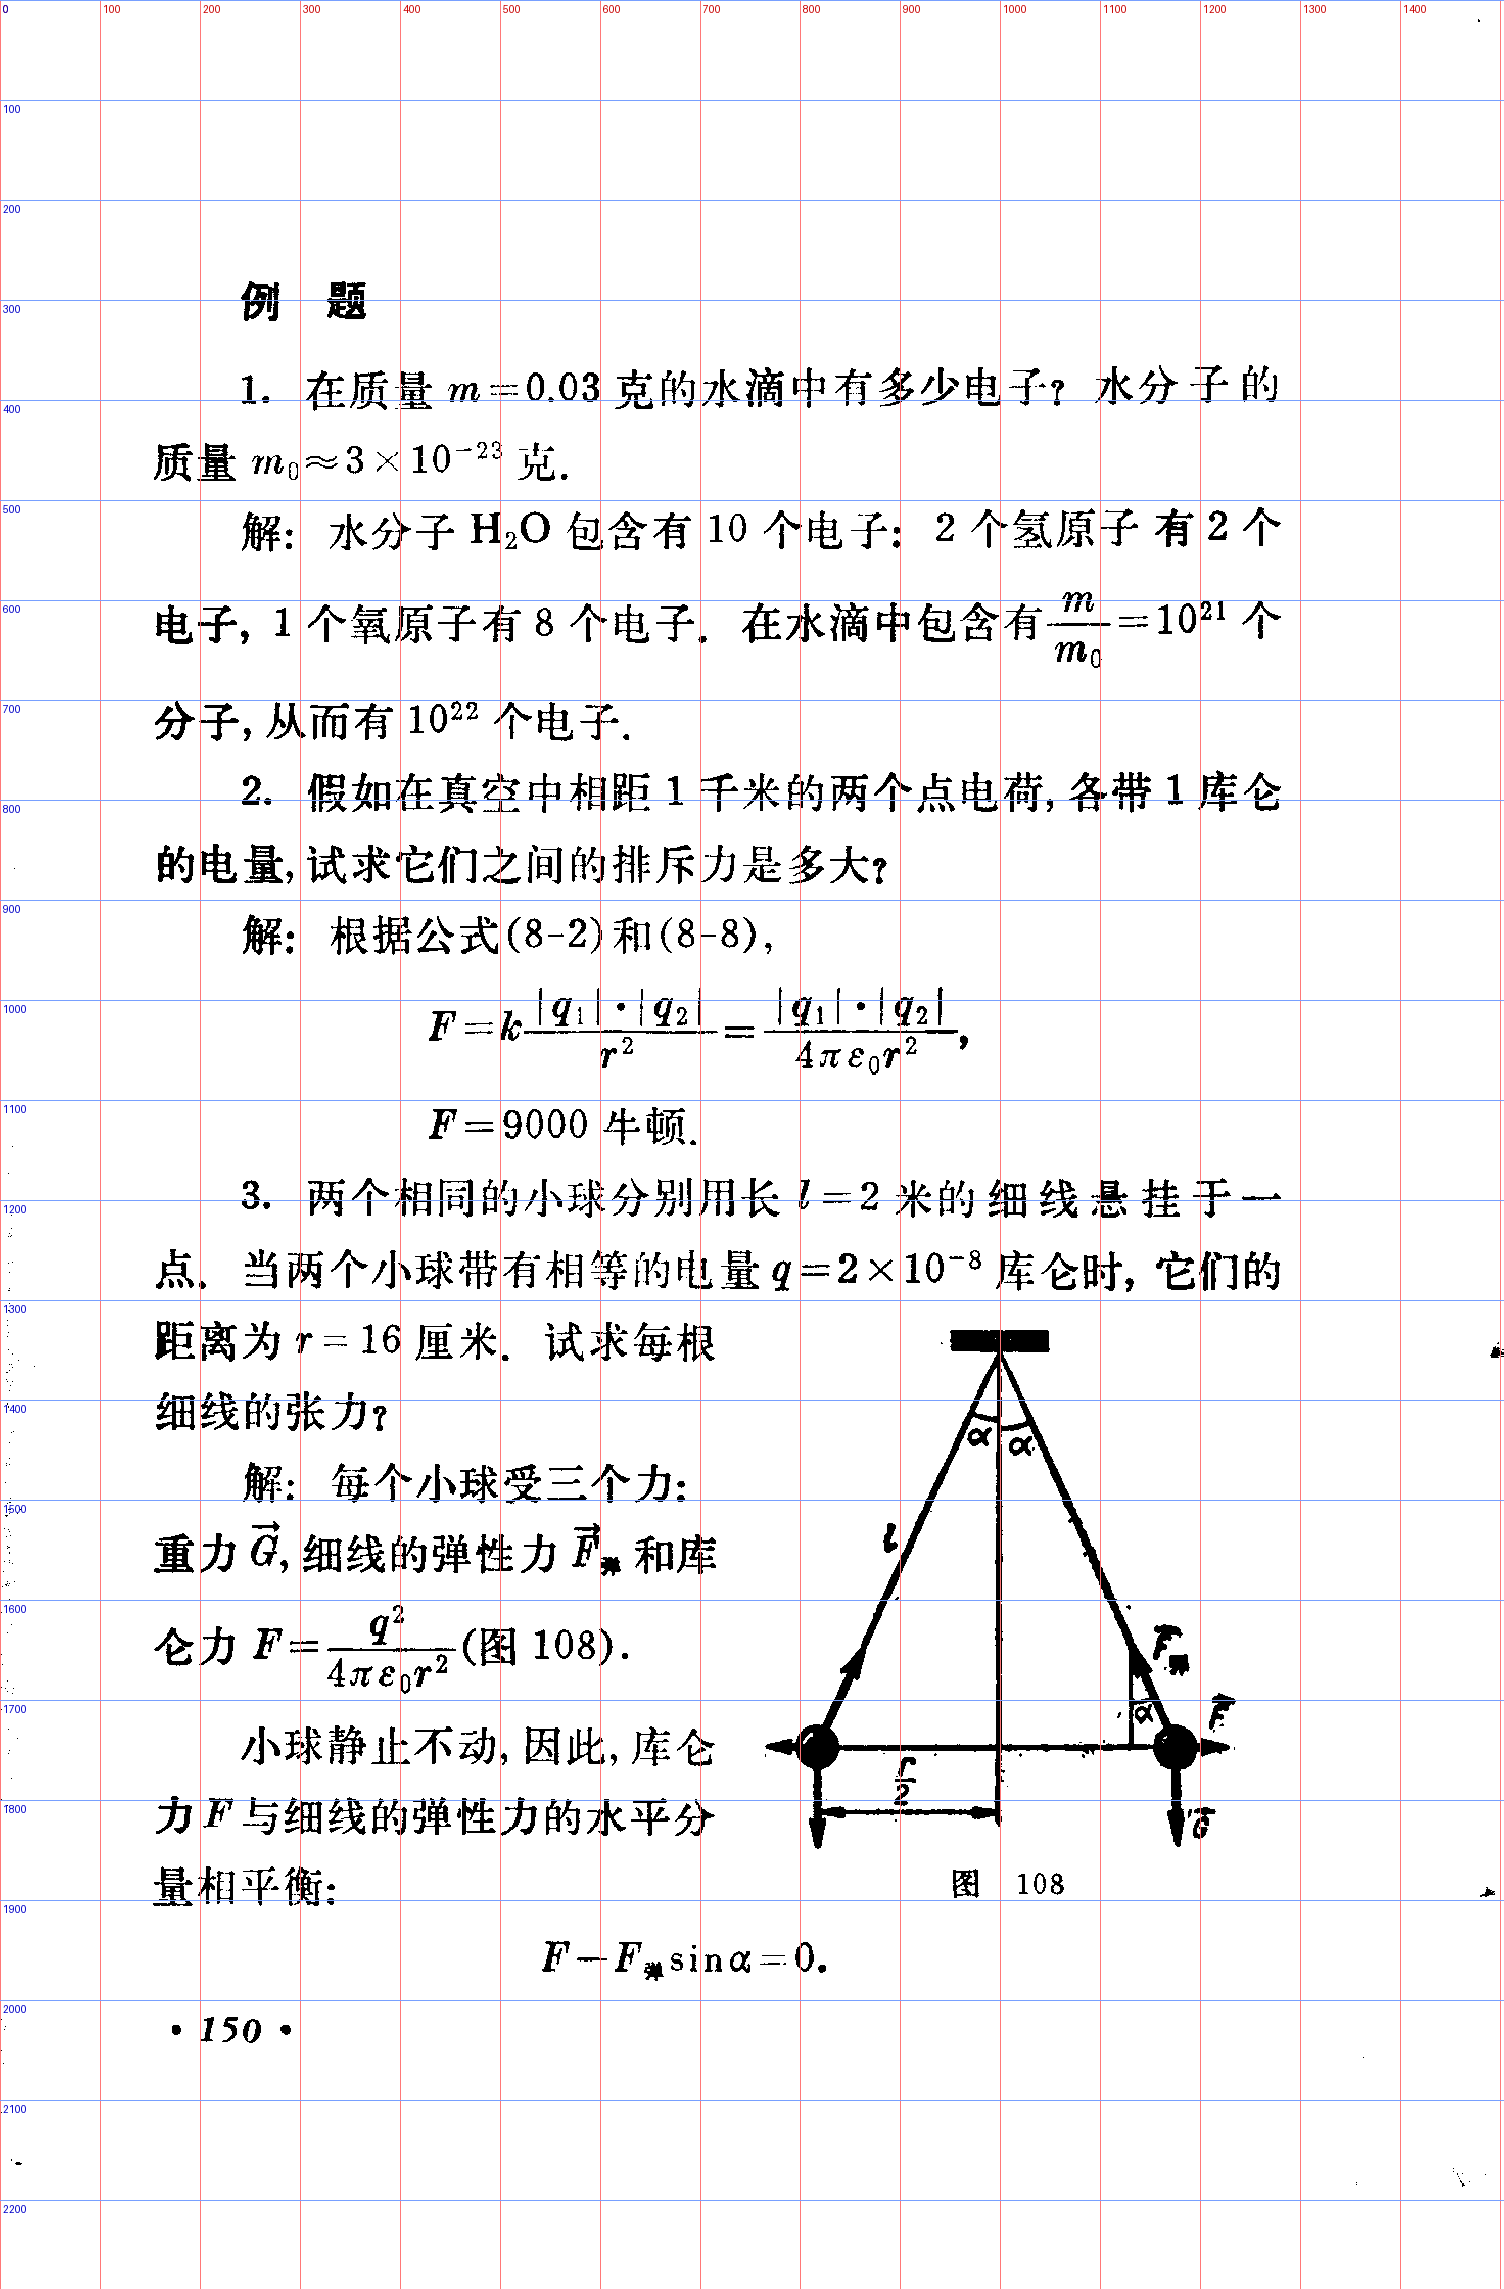 例　题
1. 在质量 m=0.03 克的水滴中有多少电子？水分子的
质量 m₀≈3×10⁻²³ 克.
解: 水分子 H₂O 包含有 10 个电子: 2 个氢原子有 2 个
电子, 1 个氧原子有 8 个电子. 在水滴中包含有 m/m₀=10²¹ 个
分子, 从而有 10²² 个电子.
2. 假如在真空中相距 1 千米的两个点电荷, 各带 1 库仑
的电量, 试求它们之间的排斥力是多大?
解: 根据公式(8-2)和(8-8),
F=k|q₁|·|q₂|/r²=|q₁|·|q₂|/4πε₀r²,
F=9000 牛顿.
3. 两个相同的小球分别用长 l=2 米的细线悬挂于一
点. 当两个小球带有相等的电量 q=2×10⁻⁸ 库仑时, 它们的
距离为 r=16 厘米. 试求每根
细线的张力?
解: 每个小球受三个力:
重力 G⃗, 细线的弹性力 F⃗弹 和库
仑力 F=q²/4πε₀r²(图 108).
小球静止不动, 因此, 库仑
力 F 与细线的弹性力的水平分
量相平衡:
α α
l
F⃗弹
α
F⃗
r/2
G⃗
图 108
F－F弹sinα=0.
· 150 ·